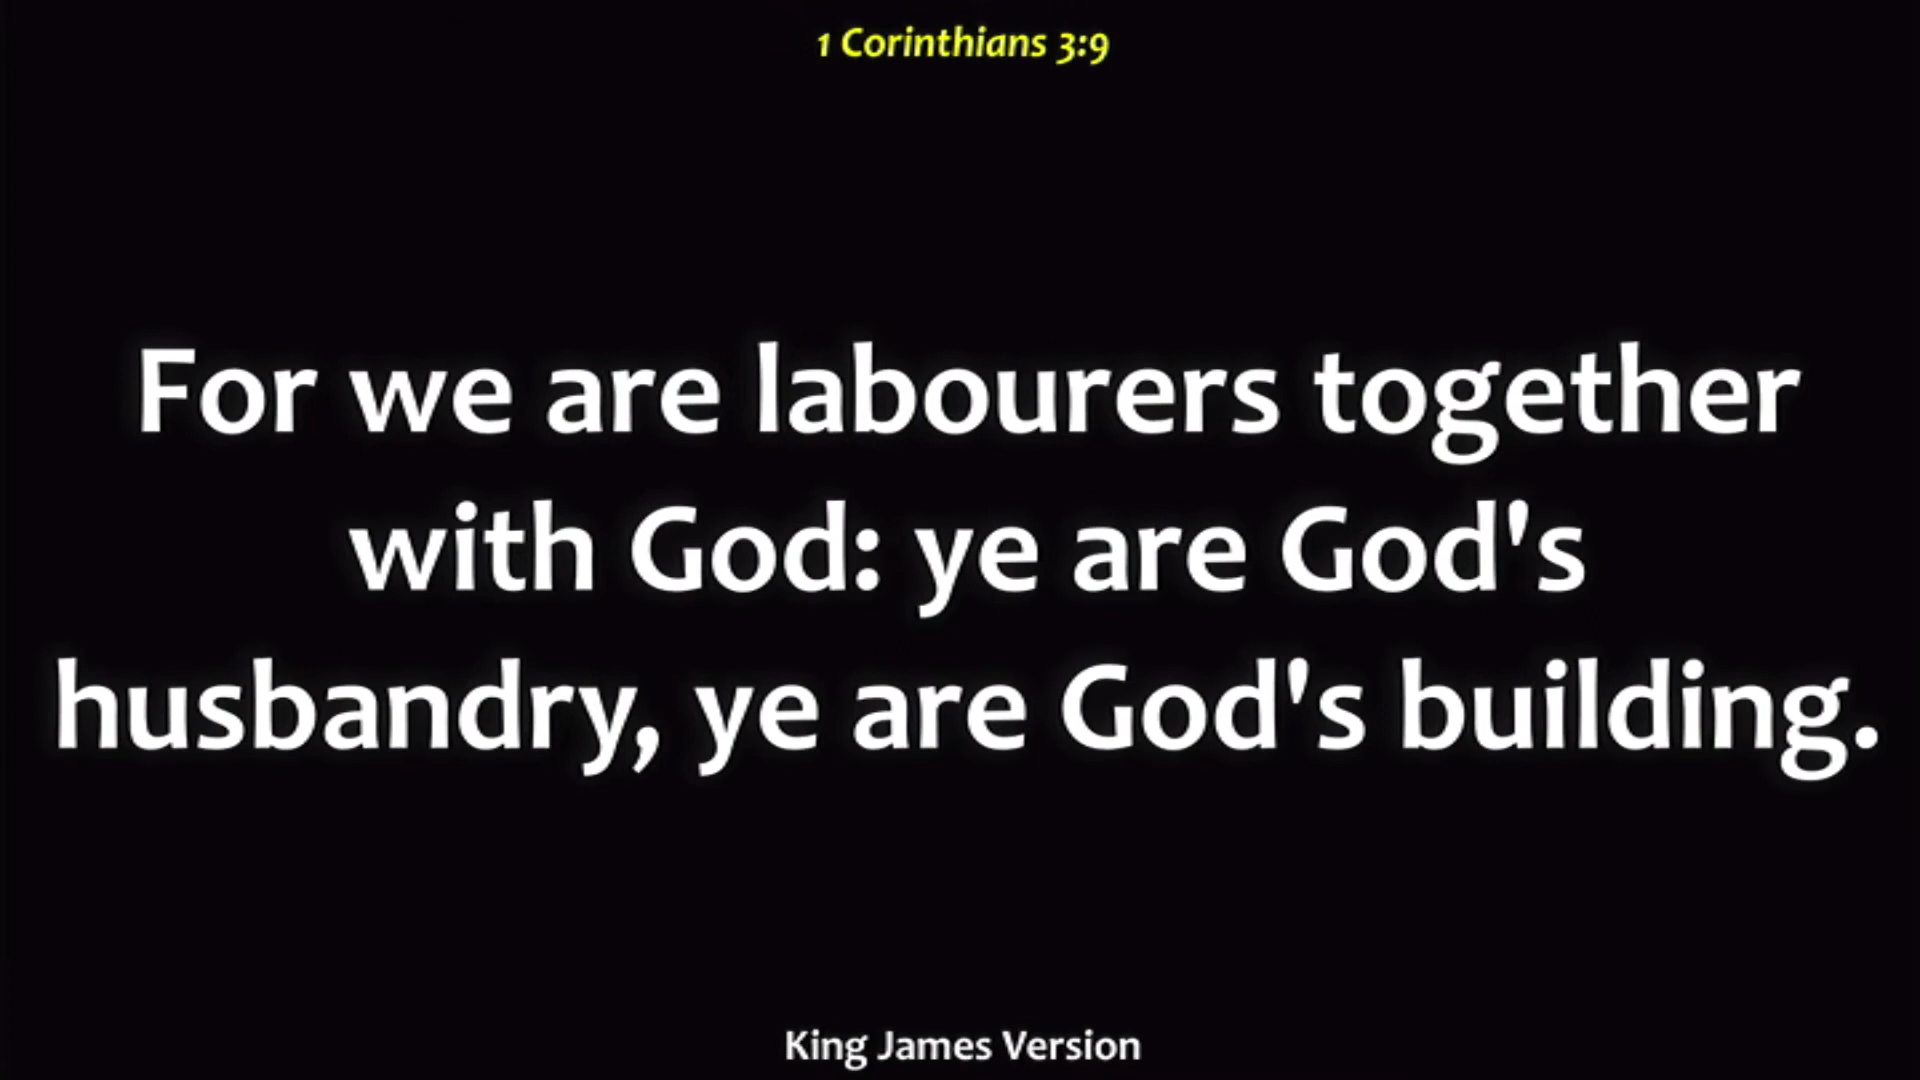 1 Corinthians 3:9
For we are labourers together
with God: ye are God's
husbandry, ye are God's building.
King James Version